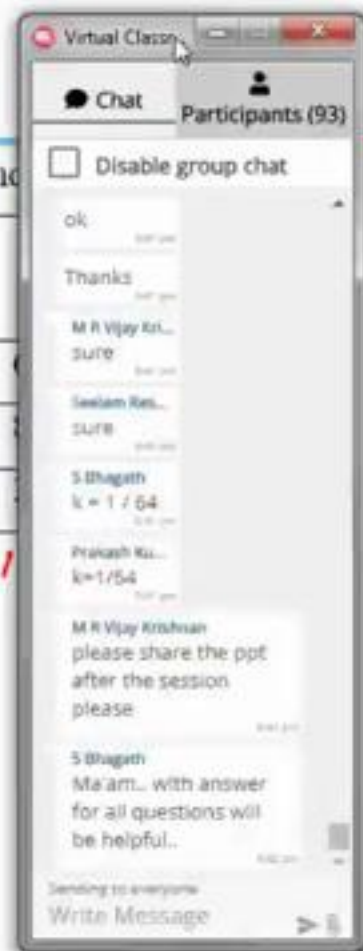 Virtual Classr
Chat
Participants (93)
Disable group chat
ok
Thanks
M R Vijay Kri...
sure
Seelam Res...
sure
S Bhagath
k = 1 / 64
Prakash Ku...
k=1/64
M R Vijay Krishnan
please share the ppt
after the session
please
S Bhagath
Ma'am.. with answer
for all questions will
be helpful..
Sending to everyone
Write Message